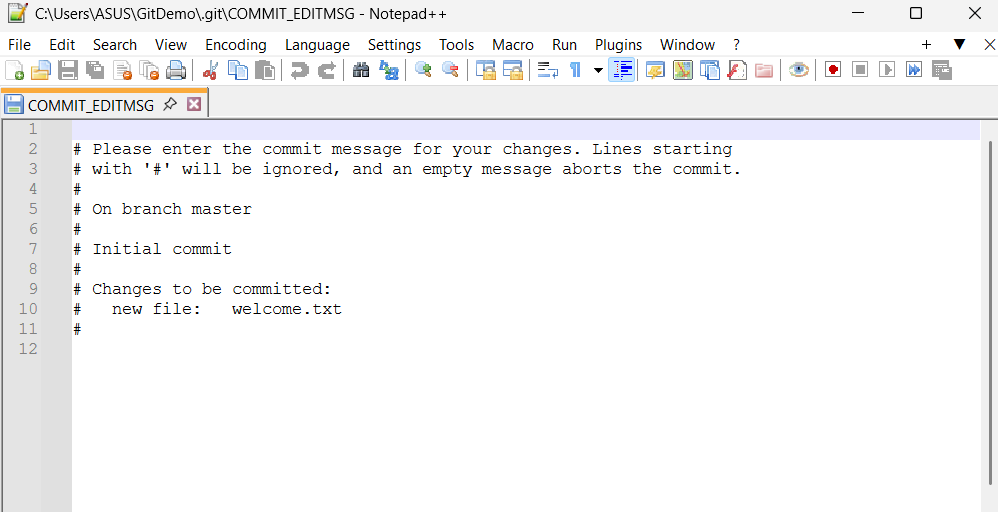 C:\Users\ASUS\GitDemo\.git\COMMIT_EDITMSG - Notepad++
File Edit Search View Encoding Language Settings Tools Macro Run Plugins Window ?
COMMIT_EDITMSG
1
2 # Please enter the commit message for your changes. Lines starting
3 # with '#' will be ignored, and an empty message aborts the commit.
4 #
5 # On branch master
6 #
7 # Initial commit
8 #
9 # Changes to be committed:
10 #   new file:   welcome.txt
11 #
12